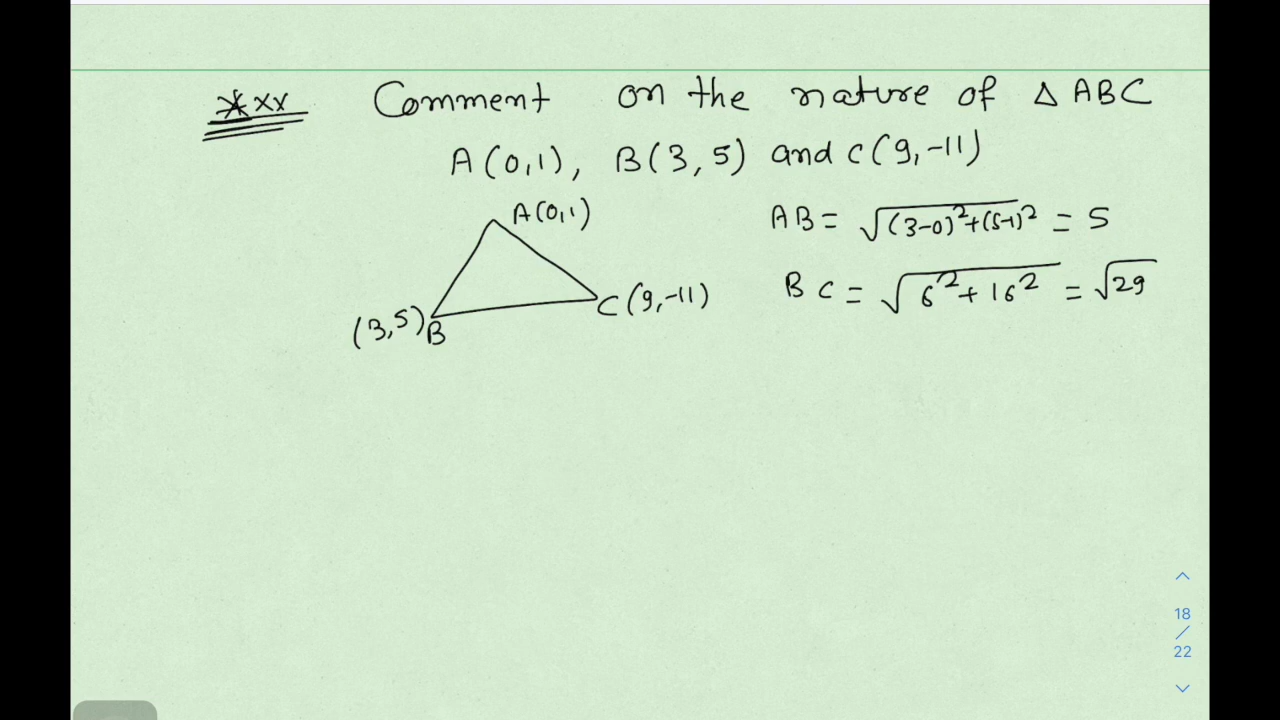 *xx Comment on the nature of Δ ABC
A(0,1), B(3,5) and C(9,-11)
A(0,1)
AB = √(3-0)²+(5-1)² = 5
BC = √6²+16² = √29
C(9,-11)
(3,5) B
18
/
22